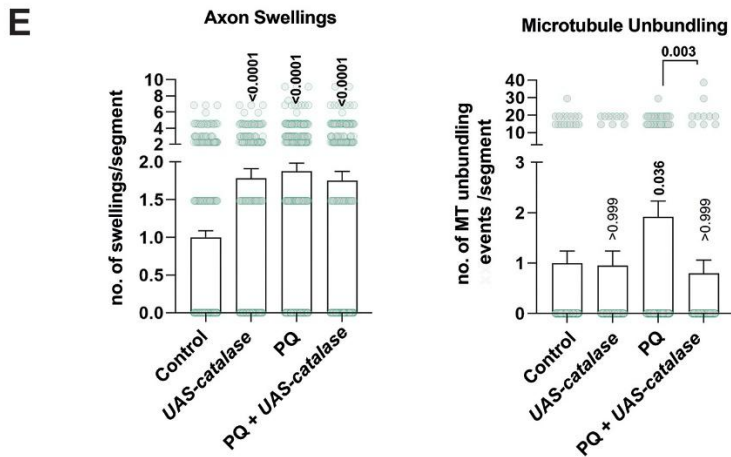 E
Axon Swellings
no. of swellings/segment
10
8
6
4
2
2.0
1.5
1.0
0.5
0.0
<0.0001
<0.0001
<0.0001
Control
UAS-catalase
PQ
PQ + UAS-catalase
Microtubule Unbundling
0.003
no. of MT unbundling
events /segment
40
30
20
10
3
2
1
0
>0.999
0.036
>0.999
Control
UAS-catalase
PQ
PQ + UAS-catalase